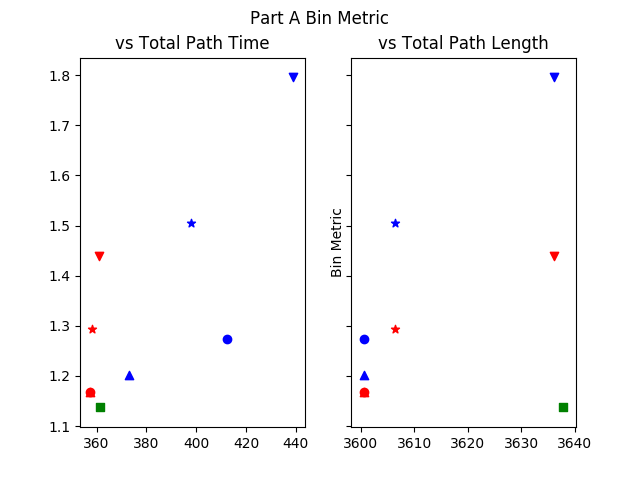 Part A Bin Metric
vs Total Path Time
vs Total Path Length
1.8
1.7
1.6
1.5
1.4
1.3
1.2
1.1
Bin Metric
360 380 400 420 440
3600 3610 3620 3630 3640